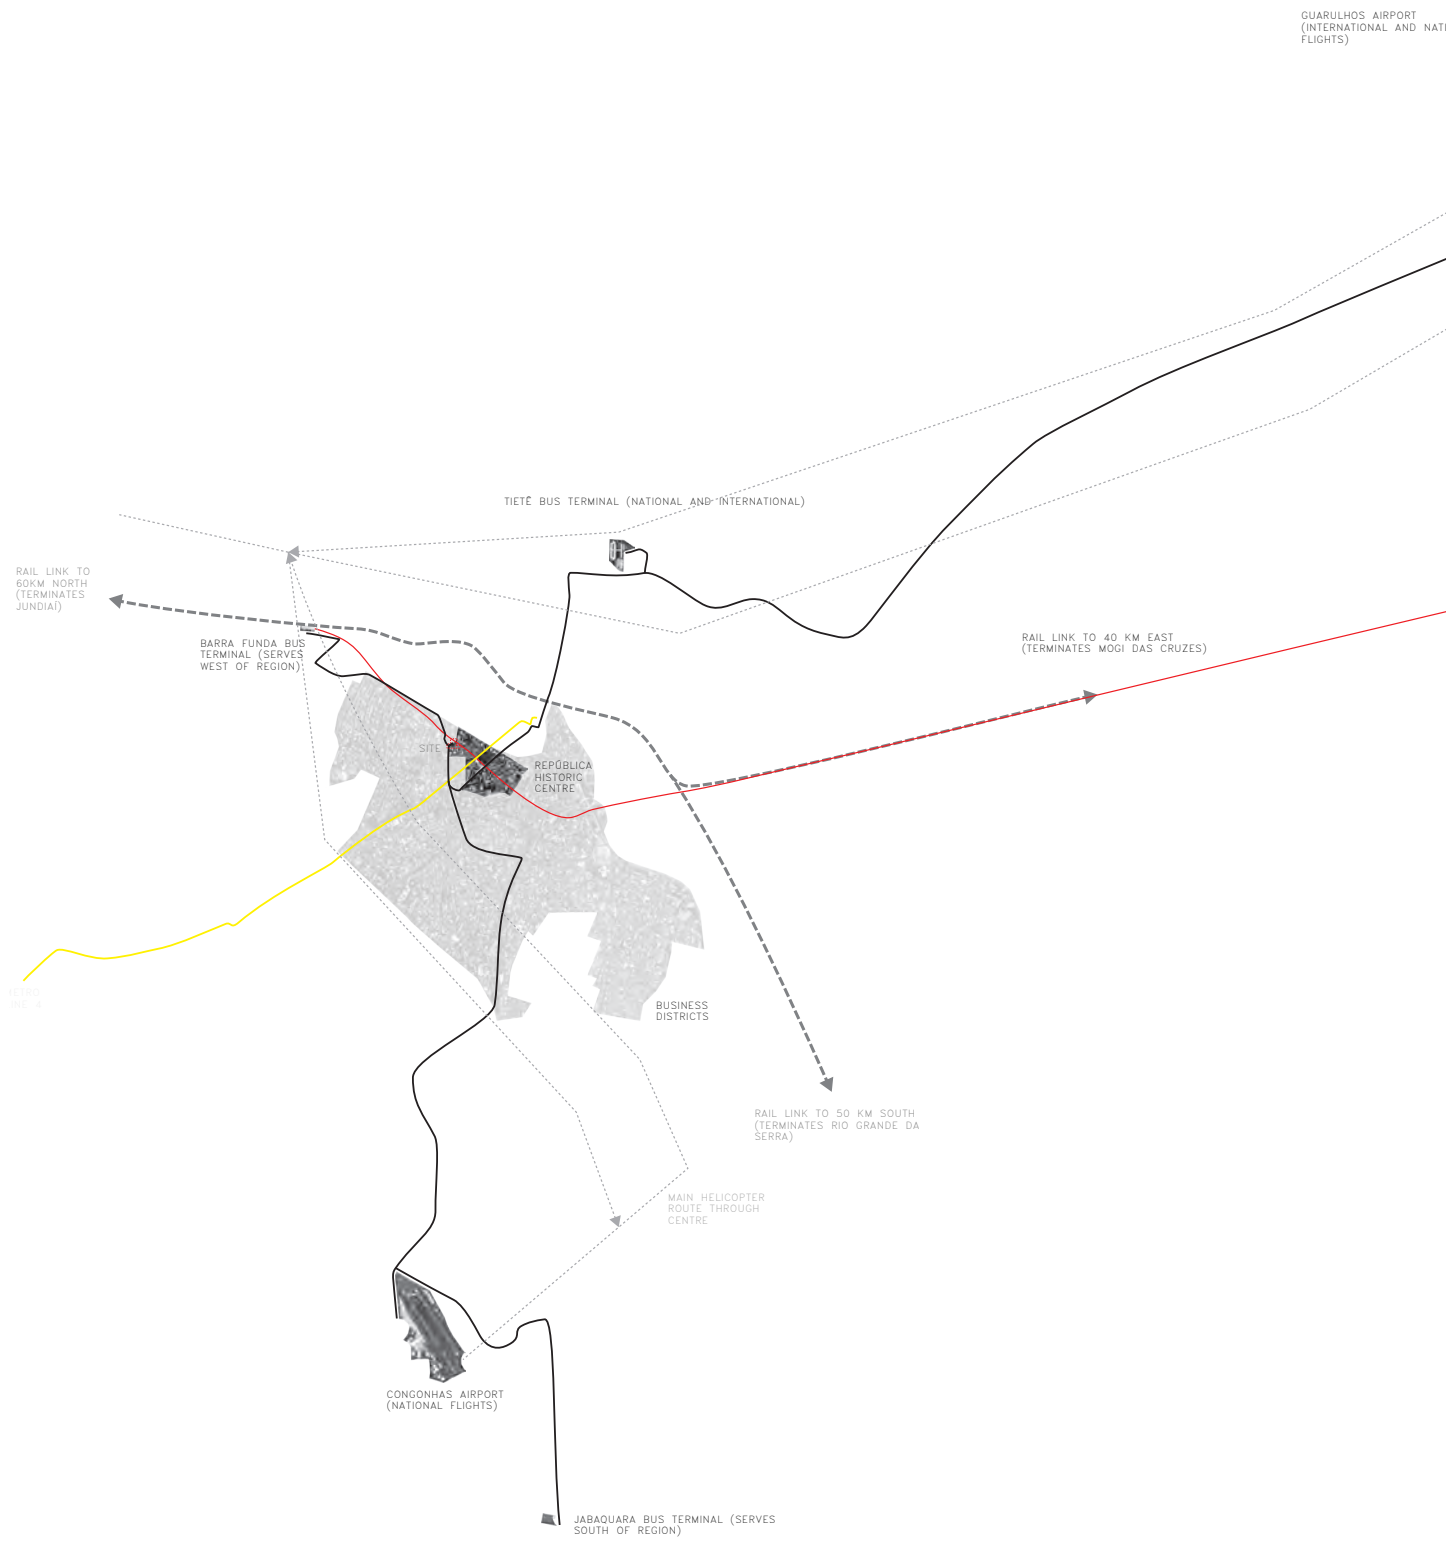 GUARULHOS AIRPORT
(INTERNATIONAL AND NATI
FLIGHTS)
TIETÊ BUS TERMINAL (NATIONAL AND INTERNATIONAL)
RAIL LINK TO
60KM NORTH
(TERMINATES
JUNDIAÍ)
BARRA FUNDA BUS
TERMINAL (SERVES
WEST OF REGION)
RAIL LINK TO 40 KM EAST
(TERMINATES MOGI DAS CRUZES)
SITE
REPÚBLICA
HISTORIC
CENTRE
BUSINESS
DISTRICTS
RAIL LINK TO 50 KM SOUTH
(TERMINATES RIO GRANDE DA
SERRA)
MAIN HELICOPTER
ROUTE THROUGH
CENTRE
CONGONHAS AIRPORT
(NATIONAL FLIGHTS)
JABAQUARA BUS TERMINAL (SERVES
SOUTH OF REGION)